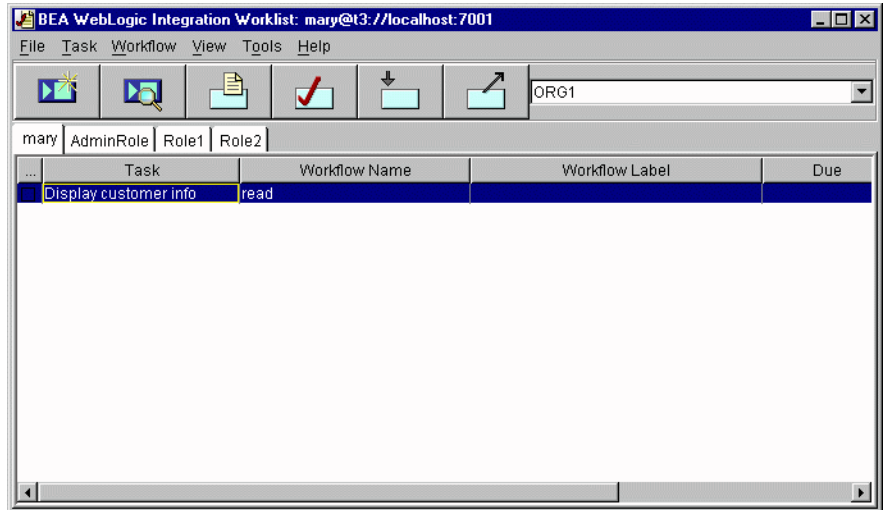 BEA WebLogic Integration Worklist: mary@t3://localhost:7001
File Task Workflow View Tools Help
ORG1
mary AdminRole Role1 Role2
... Task Workflow Name Workflow Label Due
Display customer info read